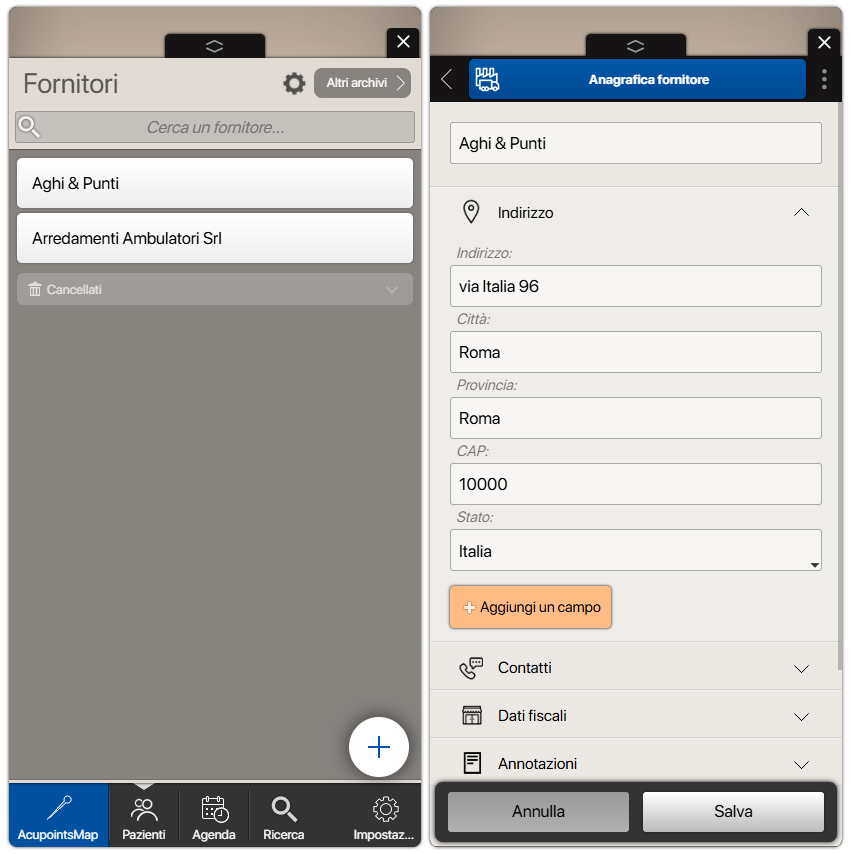 Fornitori
Altri archivi
Cerca un fornitore...
Aghi & Punti
Arredamenti Ambulatori Srl
Cancellati
AcupointsMap
Pazienti
Agenda
Ricerca
Impostaz...
Anagrafica fornitore
Aghi & Punti
Indirizzo
Indirizzo:
via Italia 96
Città:
Roma
Provincia:
Roma
CAP:
10000
Stato:
Italia
Aggiungi un campo
Contatti
Dati fiscali
Annotazioni
Annulla
Salva